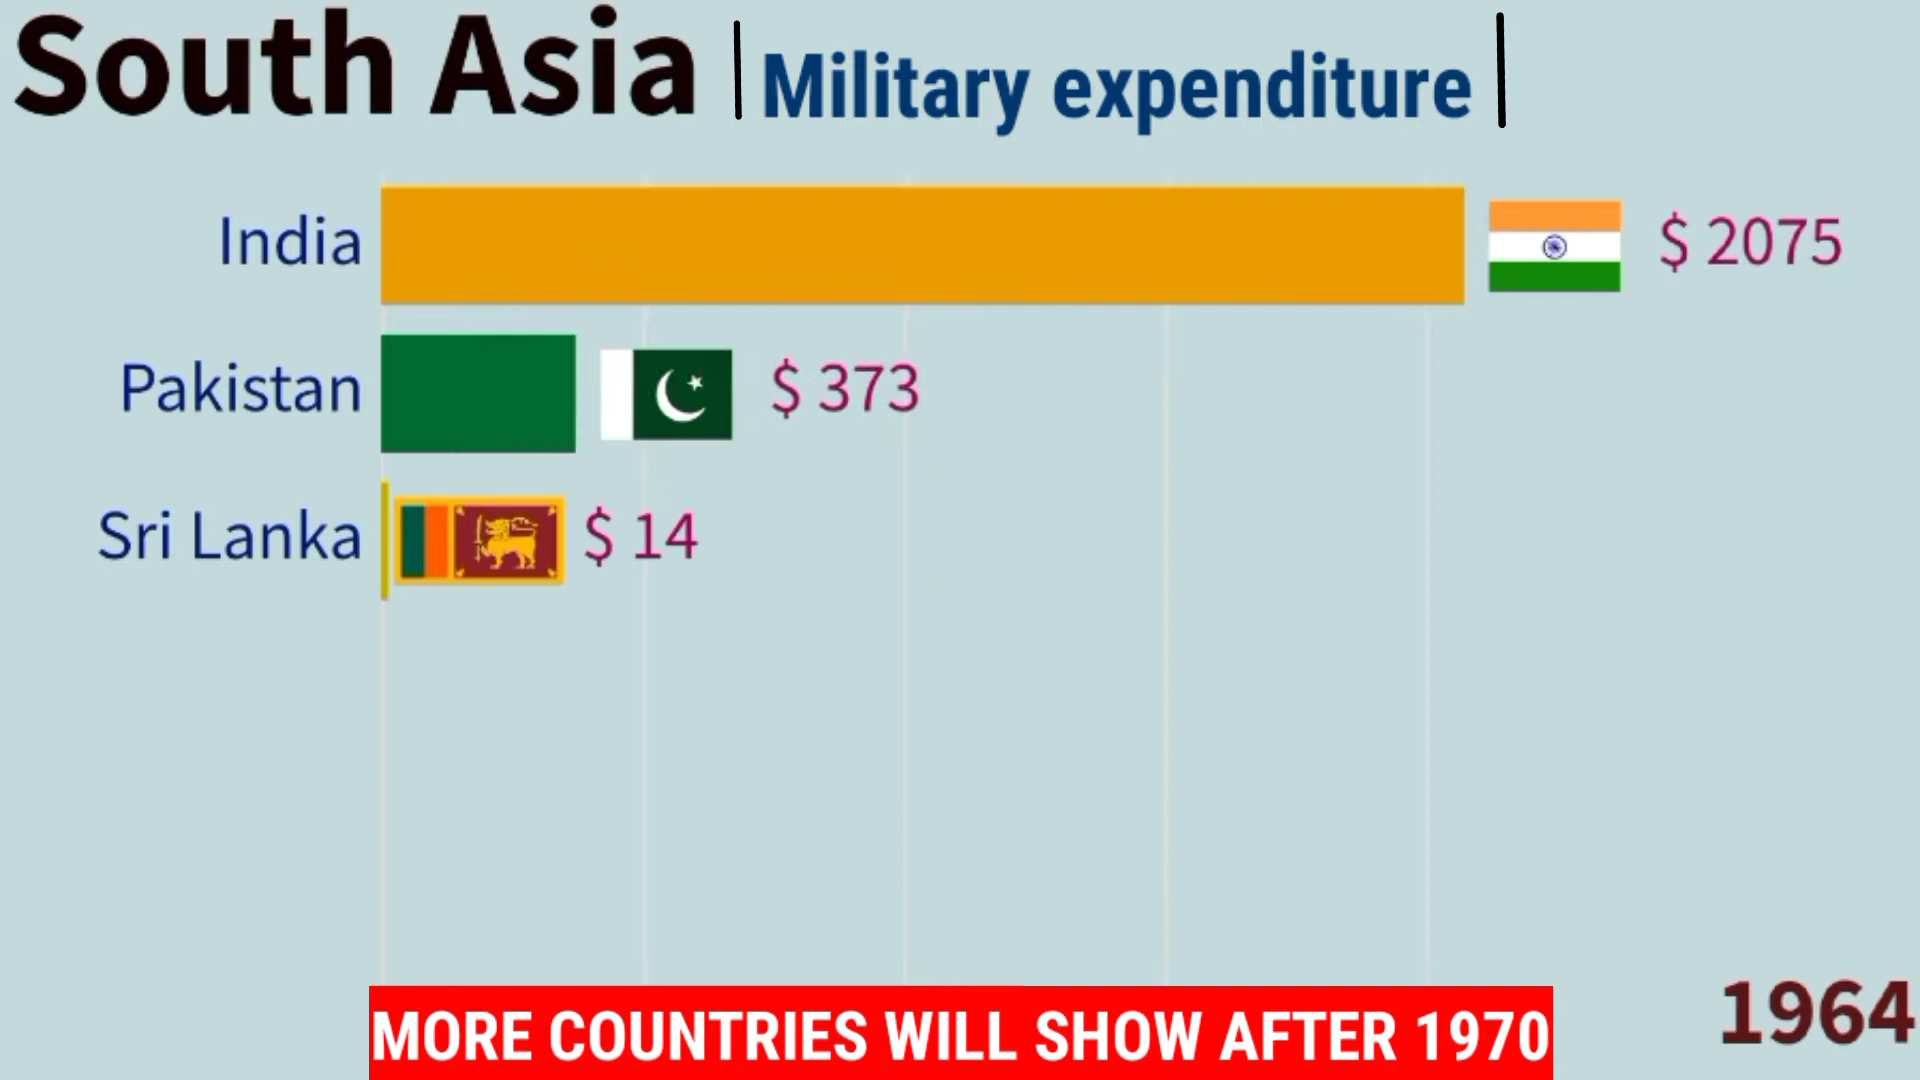 South Asia | Military expenditure |
India $ 2075
Pakistan $ 373
Sri Lanka $ 14
MORE COUNTRIES WILL SHOW AFTER 1970
1964